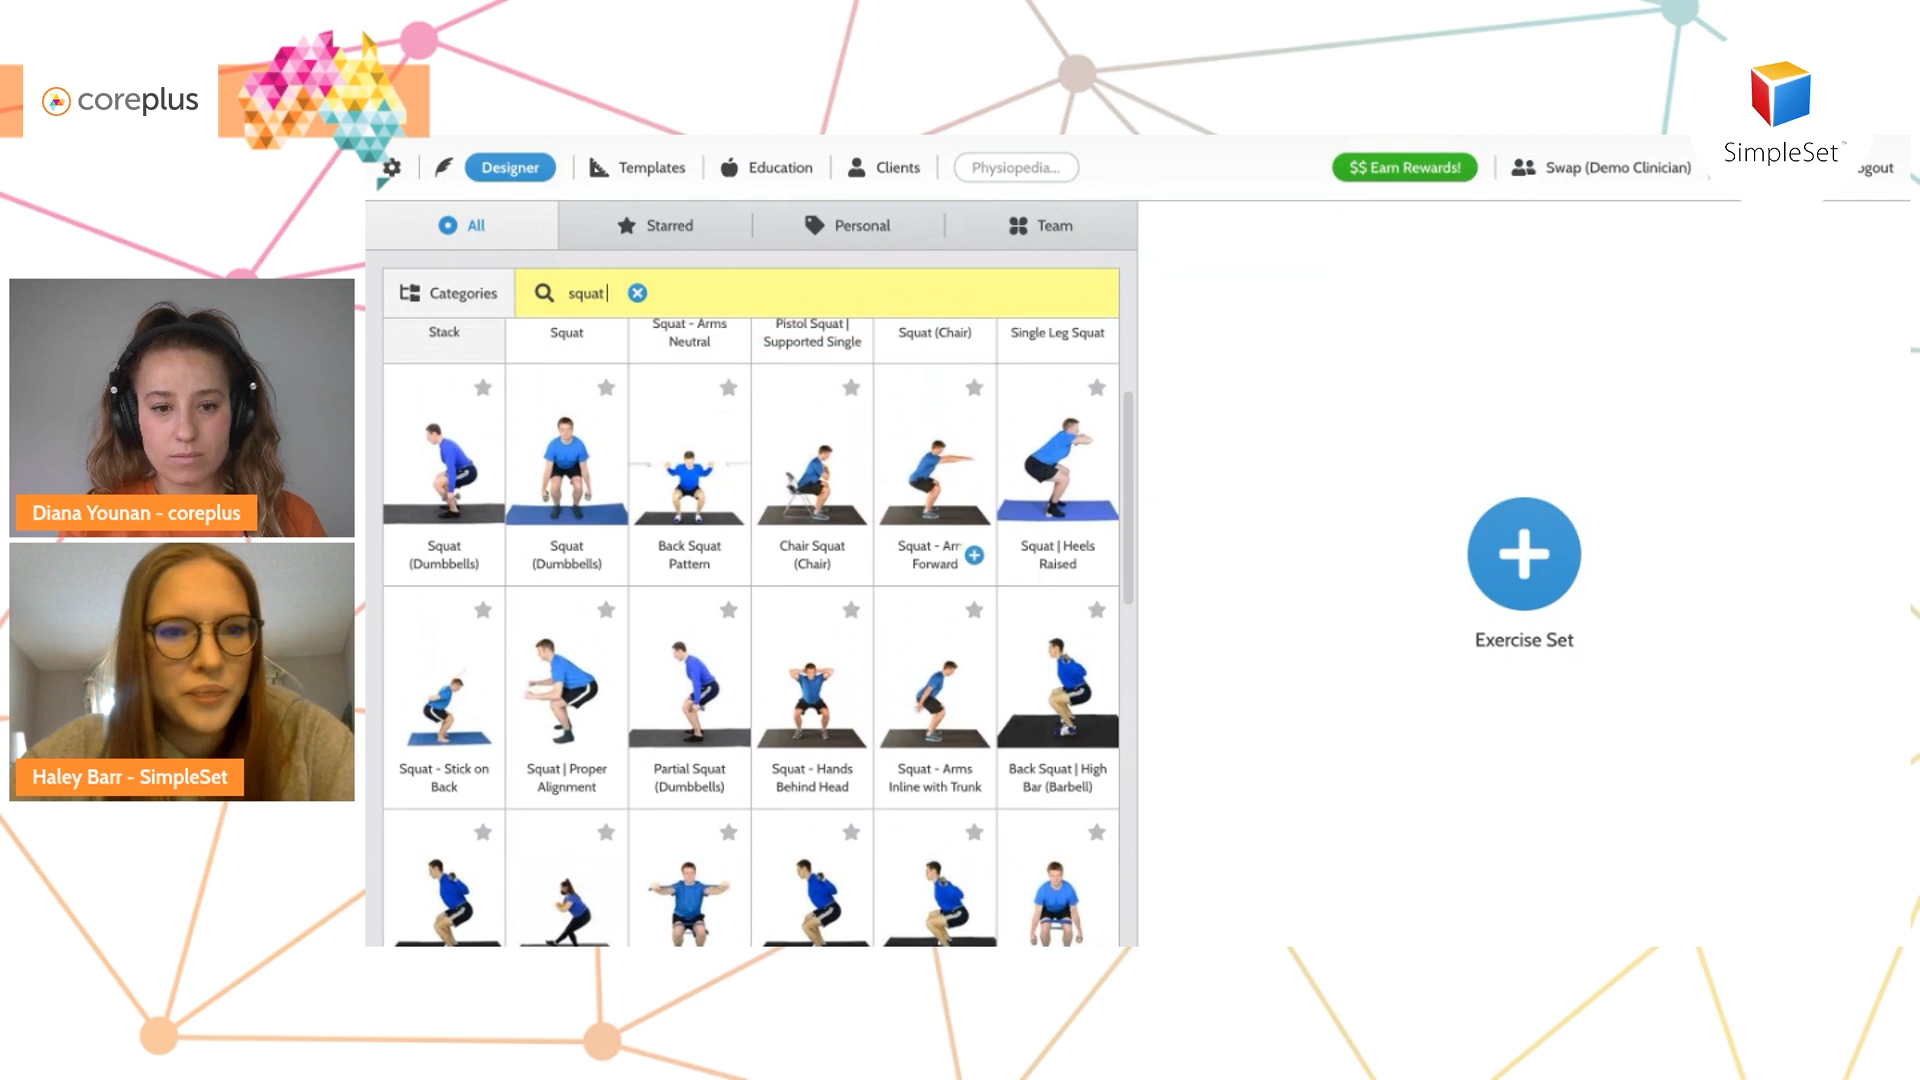 coreplus
SimpleSet™
Designer
Templates
Education
Clients
Physiopedia...
$$ Earn Rewards!
Swap (Demo Clinician)
ogout
All
Starred
Personal
Team
Categories
squat
Stack
Squat
Squat - Arms
Neutral
Pistol Squat |
Supported Single
Squat (Chair)
Single Leg Squat
Squat
(Dumbbells)
Squat
(Dumbbells)
Back Squat
Pattern
Chair Squat
(Chair)
Squat - Arm
Forward
Squat | Heels
Raised
Squat - Stick on
Back
Squat | Proper
Alignment
Partial Squat
(Dumbbells)
Squat - Hands
Behind Head
Squat - Arms
Inline with Trunk
Back Squat | High
Bar (Barbell)
Exercise Set
Diana Younan - coreplus
Haley Barr - SimpleSet